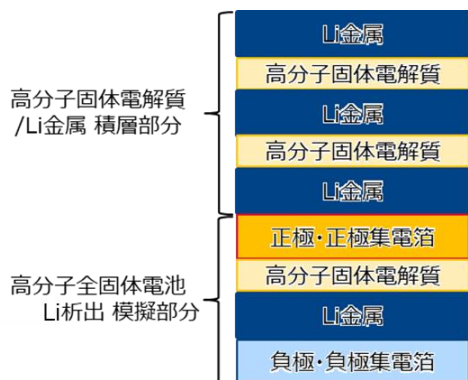 Li金属
高分子固体電解質
Li金属
高分子固体電解質
Li金属
高分子固体電解質
/Li金属 積層部分
正極・正極集電箔
高分子固体電解質
Li金属
負極・負極集電箔
高分子全固体電池
Li析出 模擬部分